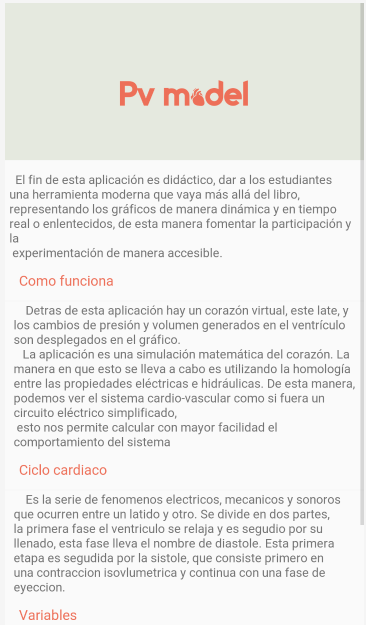 Pv model
El fin de esta aplicación es didáctico, dar a los estudiantes
una herramienta moderna que vaya más allá del libro,
representando los gráficos de manera dinámica y en tiempo
real o enlentecidos, de esta manera fomentar la participación y
la
experimentación de manera accesible.
Como funciona
Detras de esta aplicación hay un corazón virtual, este late, y
los cambios de presión y volumen generados en el ventrículo
son desplegados en el gráfico.
La aplicación es una simulación matemática del corazón. La
manera en que esto se lleva a cabo es utilizando la homología
entre las propiedades eléctricas e hidráulicas. De esta manera,
podemos ver el sistema cardio-vascular como si fuera un
circuito eléctrico simplificado,
esto nos permite calcular con mayor facilidad el
comportamiento del sistema
Ciclo cardiaco
Es la serie de fenomenos electricos, mecanicos y sonoros
que ocurren entre un latido y otro. Se divide en dos partes,
la primera fase el ventriculo se relaja y es segudio por su
llenado, esta fase lleva el nombre de diastole. Esta primera
etapa es segudida por la sistole, que consiste primero en
una contraccion isovlumetrica y continua con una fase de
eyeccion.
Variables